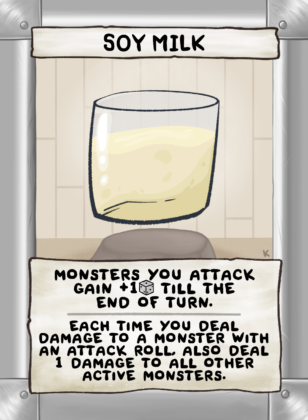 SOY MILK
MONSTERS YOU ATTACK
GAIN +1 TILL THE
END OF TURN.
EACH TIME YOU DEAL
DAMAGE TO A MONSTER WITH
AN ATTACK ROLL, ALSO DEAL
1 DAMAGE TO ALL OTHER
ACTIVE MONSTERS.